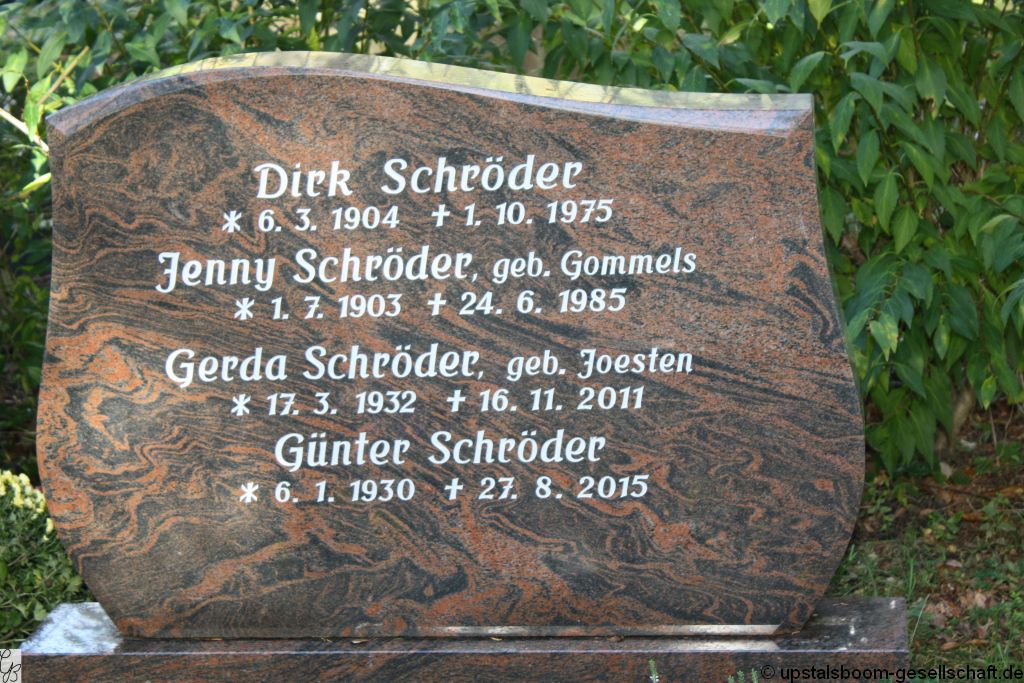 Dirk Schröder
* 6. 3. 1904 † 1. 10. 1975
Jenny Schröder, geb. Gommels
* 1. 7. 1903 † 24. 6. 1985
Gerda Schröder, geb. Joesten
* 17. 3. 1932 † 16. 11. 2011
Günter Schröder
* 6. 1. 1930 † 27. 8. 2015
© upstalsboom-gesellschaft.de